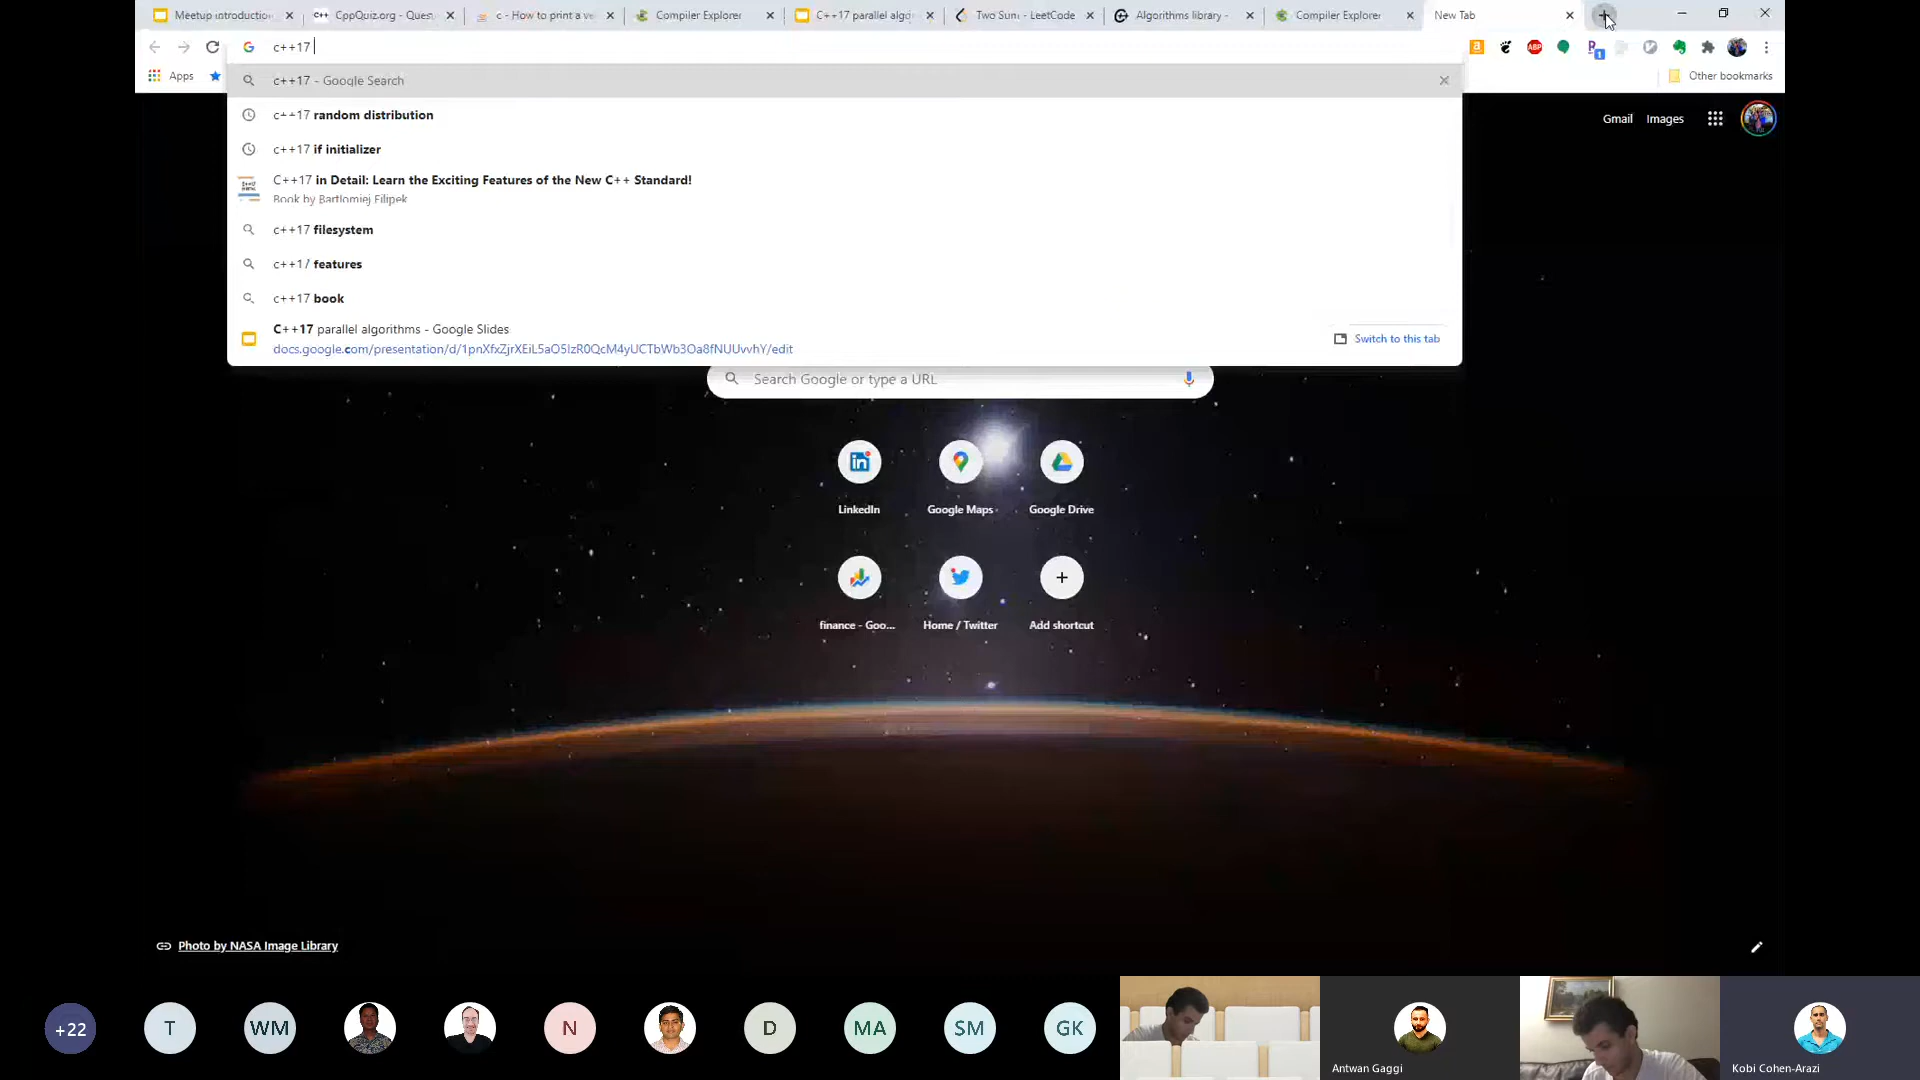 Meetup introduction
CppQuiz.org - Quest
c - How to print a ve
Compiler Explorer
C++17 parallel algo
Two Sum - LeetCode
Algorithms library -
Compiler Explorer
New Tab
c++17
Apps
Other bookmarks
c++17 - Google Search
c++17 random distribution
c++17 if initializer
C++17 in Detail: Learn the Exciting Features of the New C++ Standard!
Book by Bartlomiej Filipek
c++17 filesystem
c++17 features
c++17 book
C++17 parallel algorithms - Google Slides
docs.google.com/presentation/d/1pnXfxZjrXEiL5aO5IzR0QcM4yUCTbWb3Oa8fNUUvvhY/edit
Switch to this tab
Gmail
Images
Search Google or type a URL
LinkedIn
Google Maps
Google Drive
finance - Goo...
Home / Twitter
Add shortcut
Photo by NASA Image Library
+22
T
WM
N
D
MA
SM
GK
Antwan Gaggi
Kobi Cohen-Arazi